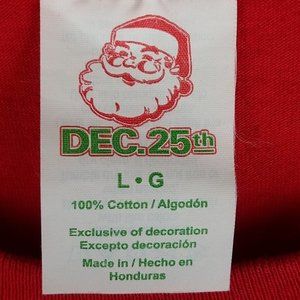 DEC.25th
L • G
100% Cotton / Algodón
Exclusive of decoration
Excepto decoración
Made in / Hecho en
Honduras